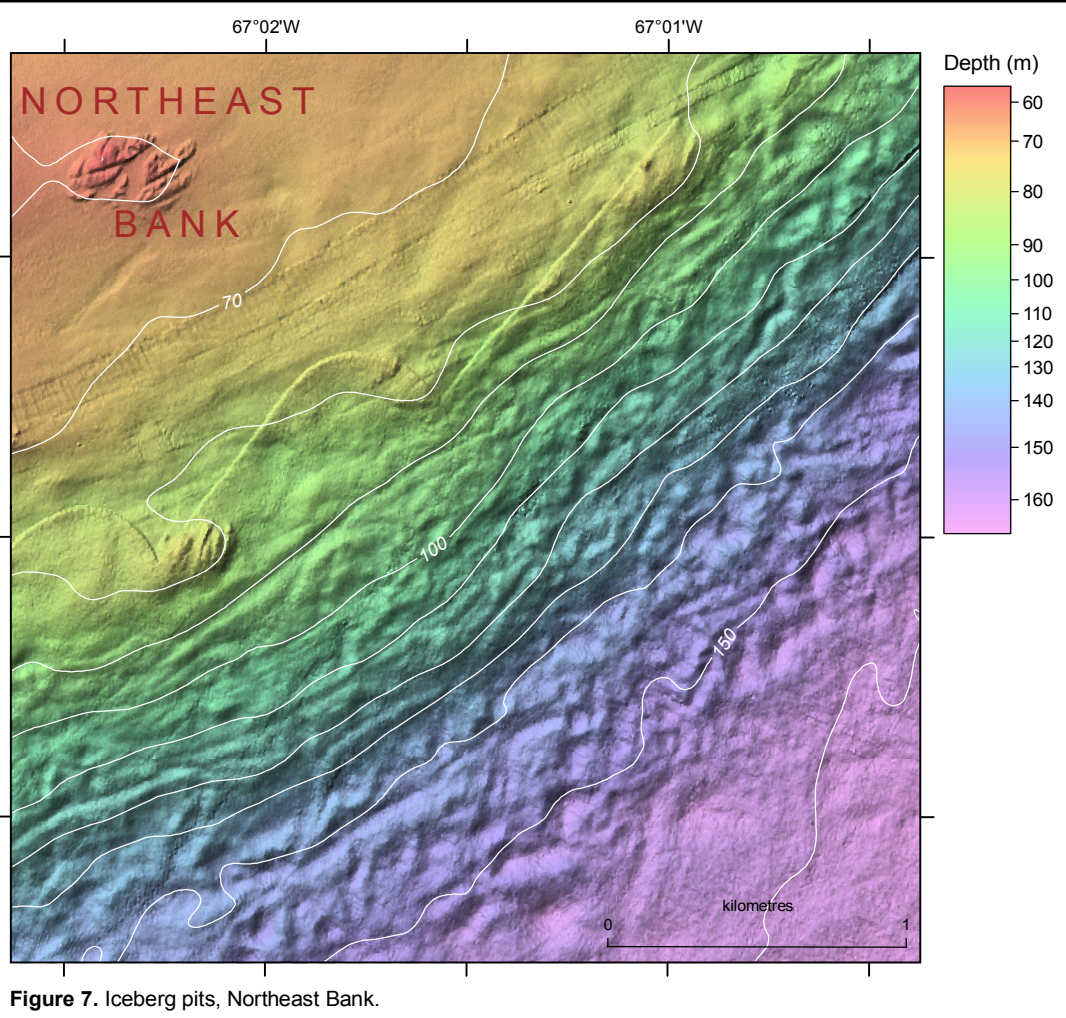 67°02'W 67°01'W
Depth (m)
NORTHEAST
BANK
60
70
80
90
100
110
120
130
140
150
160
70
100
150
kilometres
0 1
Figure 7. Iceberg pits, Northeast Bank.